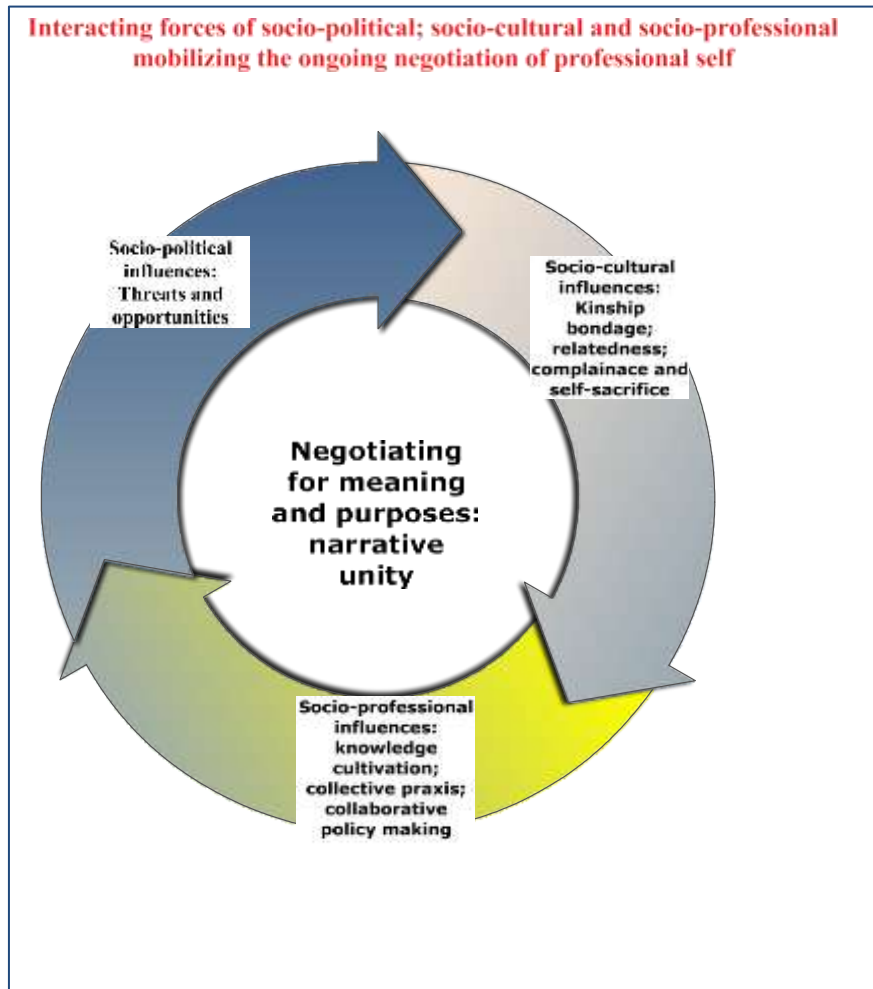 Interacting forces of socio-political; socio-cultural and socio-professional
mobilizing the ongoing negotiation of professional self
Socio-political
influences:
Threats and
opportunities
Socio-cultural
influences:
Kinship
bondage;
relatedness;
complainace and
self-sacrifice
Negotiating
for meaning
and purposes:
narrative
unity
Socio-professional
influences:
knowledge
cultivation;
collective praxis;
collaborative
policy making